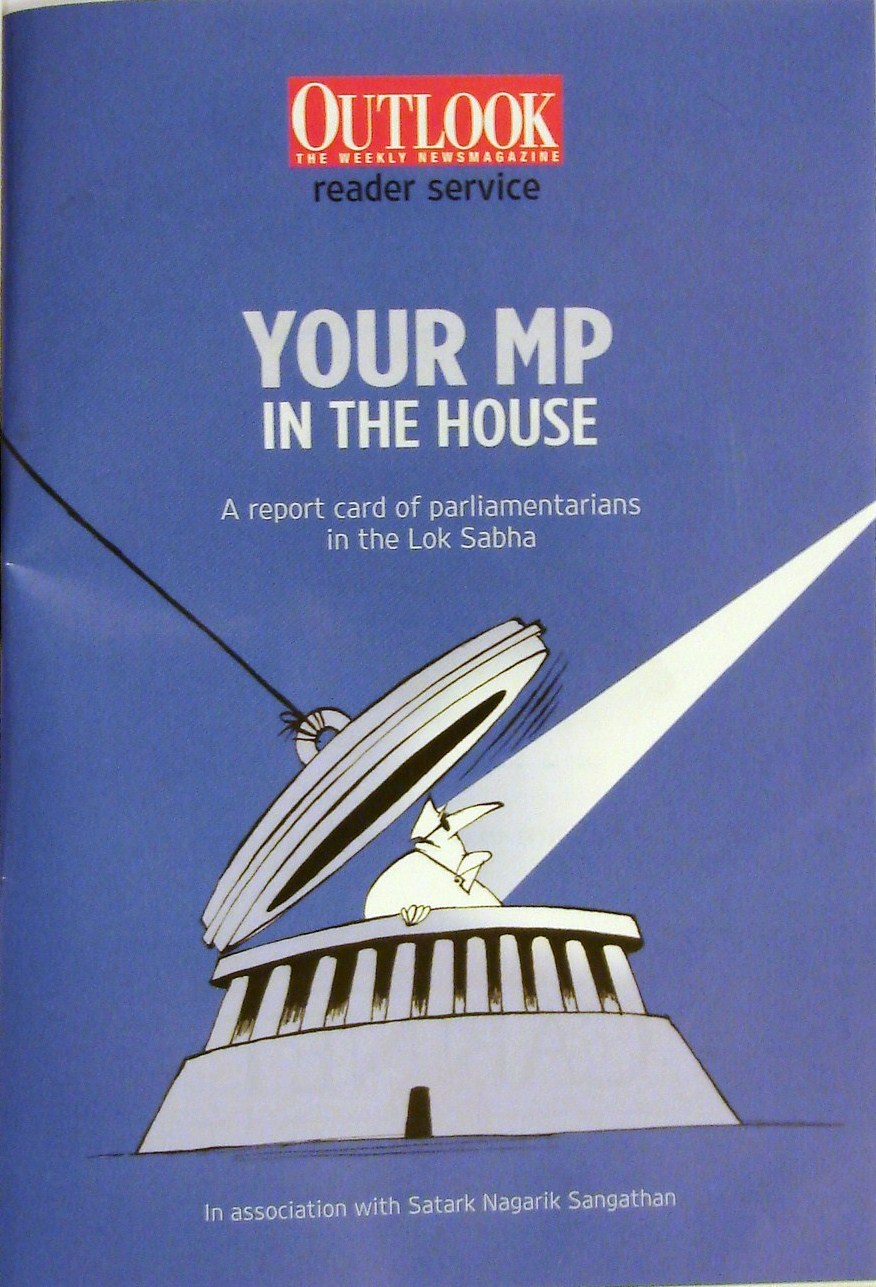 OUTLOOK
THE WEEKLY NEWSMAGAZINE
reader service
YOUR MP
IN THE HOUSE
A report card of parliamentarians
in the Lok Sabha
In association with Satark Nagarik Sangathan